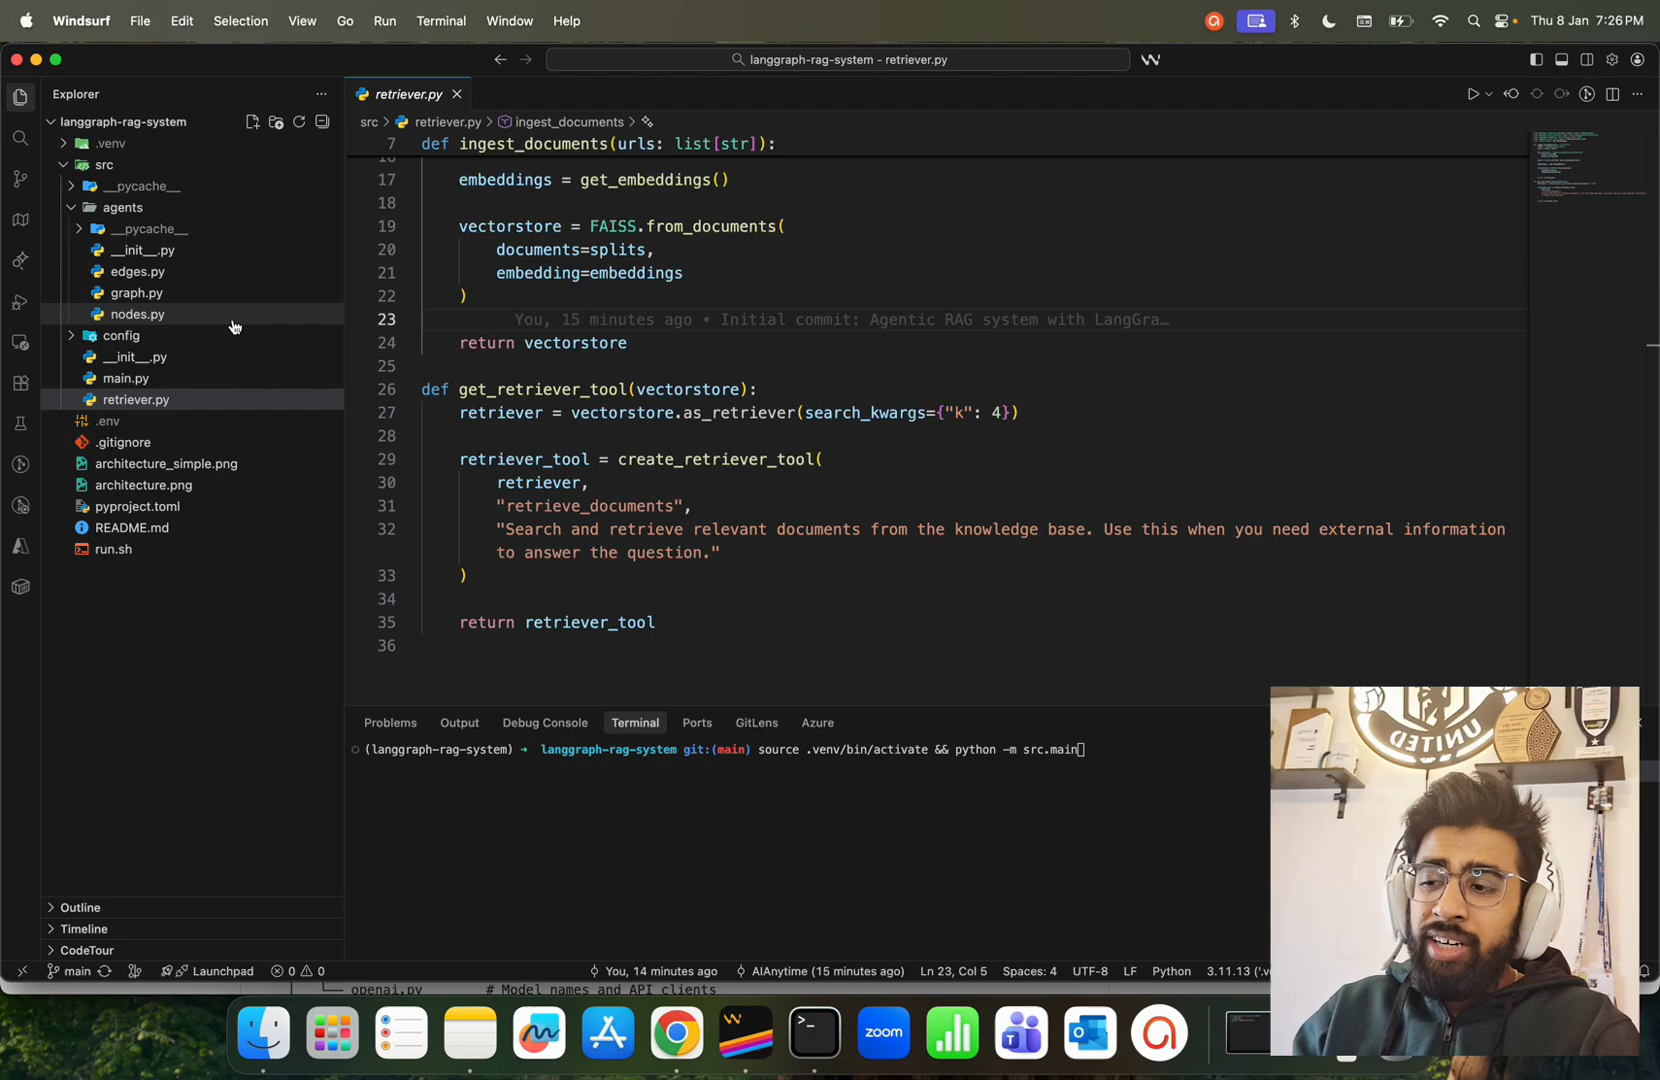 Windsurf File Edit Selection View Go Run Terminal Window Help
Thu 8 Jan 7:26 PM
langgraph-rag-system - retriever.py
Explorer
langgraph-rag-system
.venv
src
__pycache__
agents
__pycache__
__init__.py
edges.py
graph.py
nodes.py
config
__init__.py
main.py
retriever.py
.env
.gitignore
architecture_simple.png
architecture.png
pyproject.toml
README.md
run.sh
Outline
Timeline
CodeTour
retriever.py
src > retriever.py > ingest_documents >
7 def ingest_documents(urls: list[str]):
17 embeddings = get_embeddings()
18
19 vectorstore = FAISS.from_documents(
20 documents=splits,
21 embedding=embeddings
22 )
23 You, 15 minutes ago • Initial commit: Agentic RAG system with LangGra…
24 return vectorstore
25
26 def get_retriever_tool(vectorstore):
27 retriever = vectorstore.as_retriever(search_kwargs={"k": 4})
28
29 retriever_tool = create_retriever_tool(
30 retriever,
31 "retrieve_documents",
32 "Search and retrieve relevant documents from the knowledge base. Use this when you need external information
to answer the question."
33 )
34
35 return retriever_tool
36
Problems Output Debug Console Terminal Ports GitLens Azure
(langgraph-rag-system) → langgraph-rag-system git:(main) source .venv/bin/activate && python -m src.main
UNITED
main Launchpad 0 0 You, 14 minutes ago AIAnytime (15 minutes ago) Ln 23, Col 5 Spaces: 4 UTF-8 LF Python 3.11.13 ('.ve
openai.py # Model names and API clients
zoom